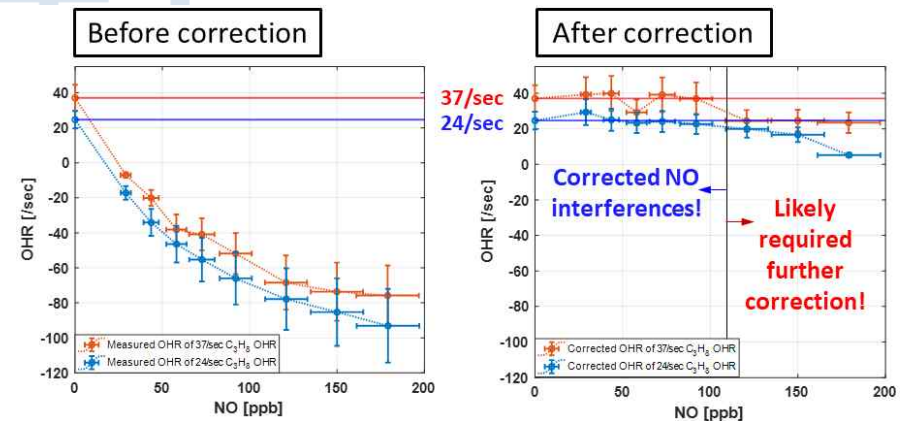 Before correction
After correction
OHR [/sec]
40
20
0
-20
-40
-60
-80
-100
-120
0
50
100
150
200
NO [ppb]
Measured OHR of 37/sec C₃H₈ OHR
Measured OHR of 24/sec C₃H₈ OHR
37/sec
24/sec
OHR [/sec]
40
20
0
-20
-40
-60
-80
-100
-120
0
50
100
150
200
NO [ppb]
Corrected NO
interferences!
Likely
required
further
correction!
Corrected OHR of 37/sec C₃H₈ OHR
Corrected OHR of 24/sec C₃H₈ OHR